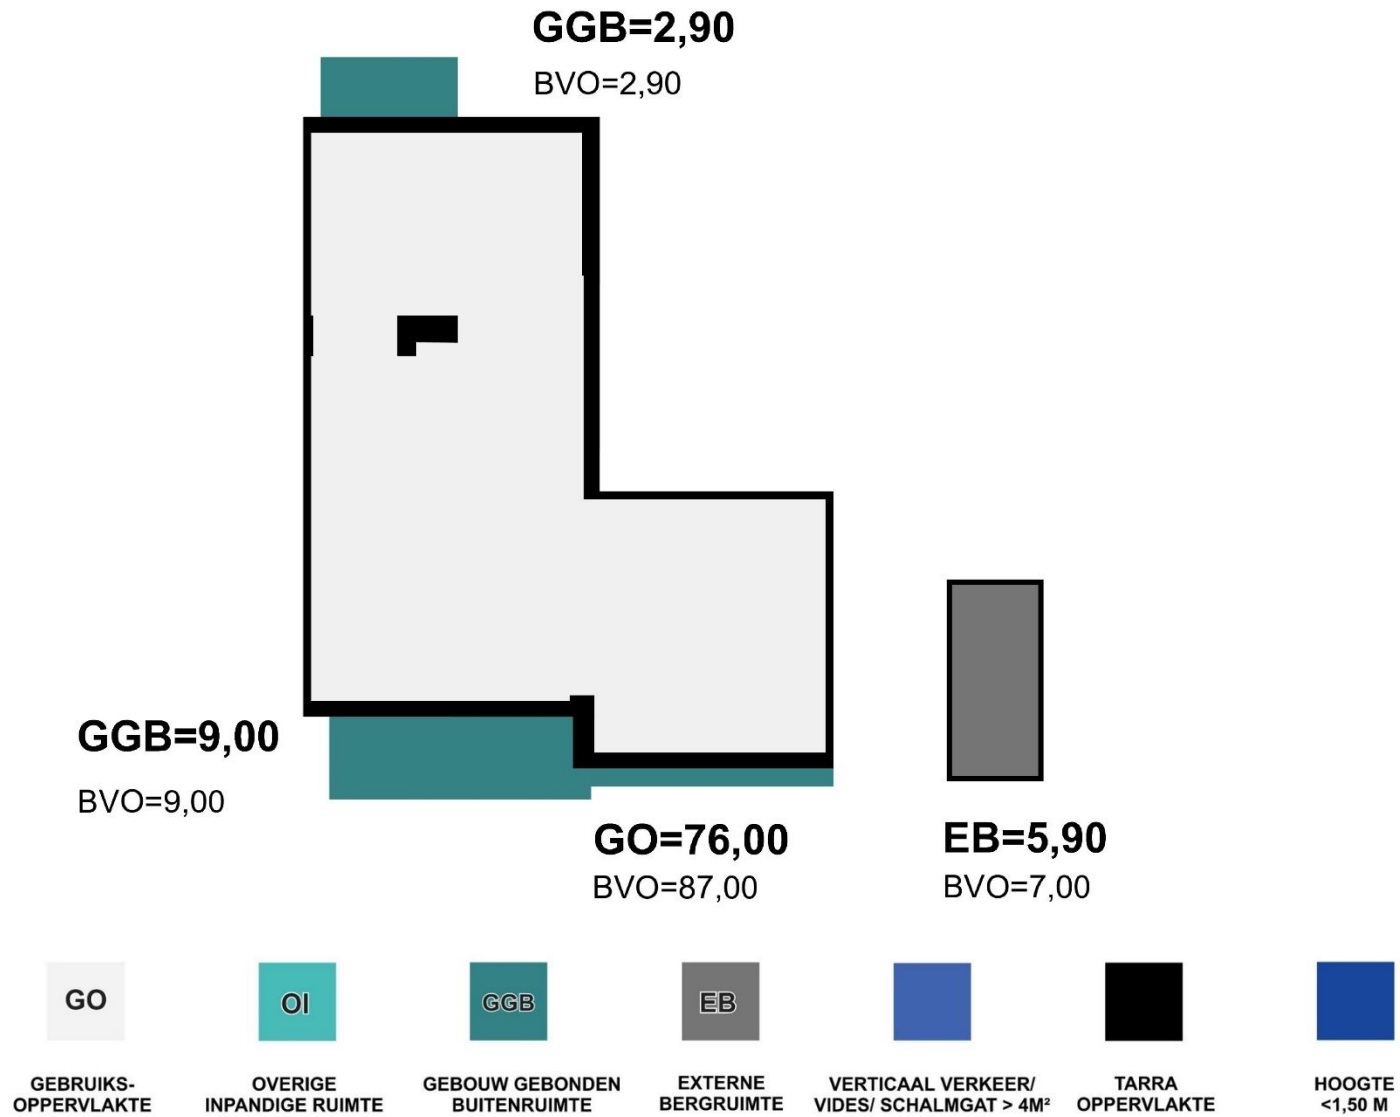 GGB=2,90
BVO=2,90
GGB=9,00
BVO=9,00
GO=76,00
BVO=87,00
EB=5,90
BVO=7,00
GO
OI
GGB
EB
GEBRUIKS-
OPPERVLAKTE
OVERIGE
INPANDIGE RUIMTE
GEBOUW GEBONDEN
BUITENRUIMTE
EXTERNE
BERGRUIMTE
VERTICAAL VERKEER/
VIDES/ SCHALMGAT > 4M²
TARRA
OPPERVLAKTE
HOOGTE
<1,50 M